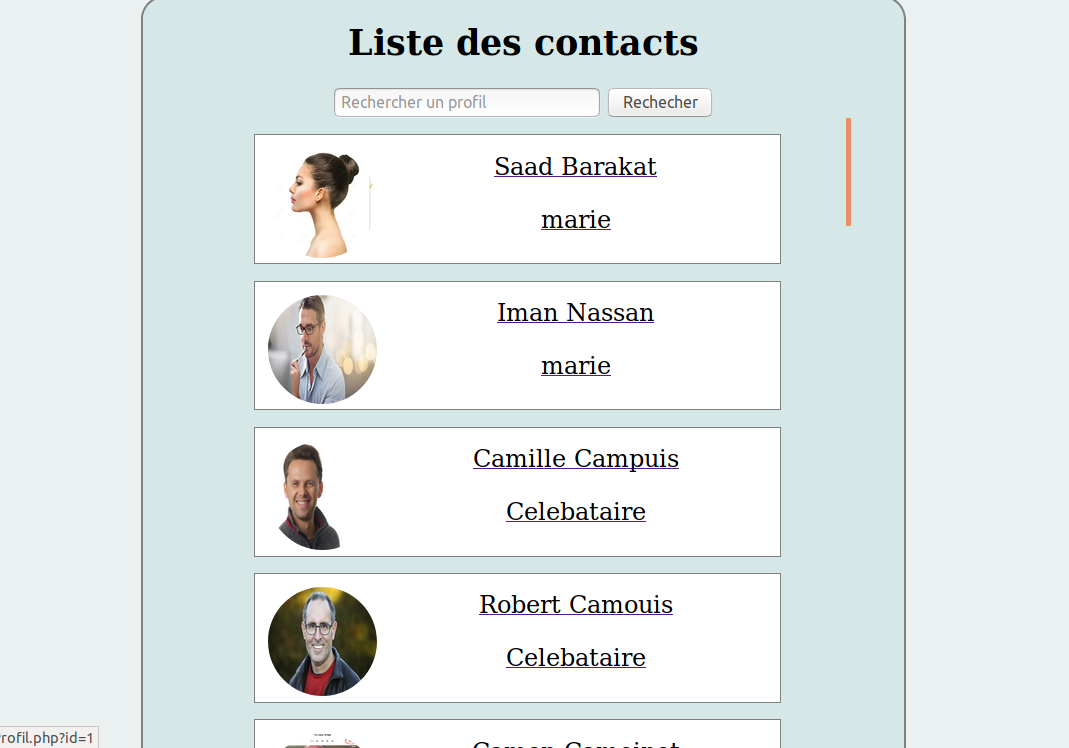 Liste des contacts
Rechercher un profil
Rechecher
Saad Barakat
marie
Iman Nassan
marie
Camille Campuis
Celebataire
Robert Camouis
Celebataire
rofil.php?id=1